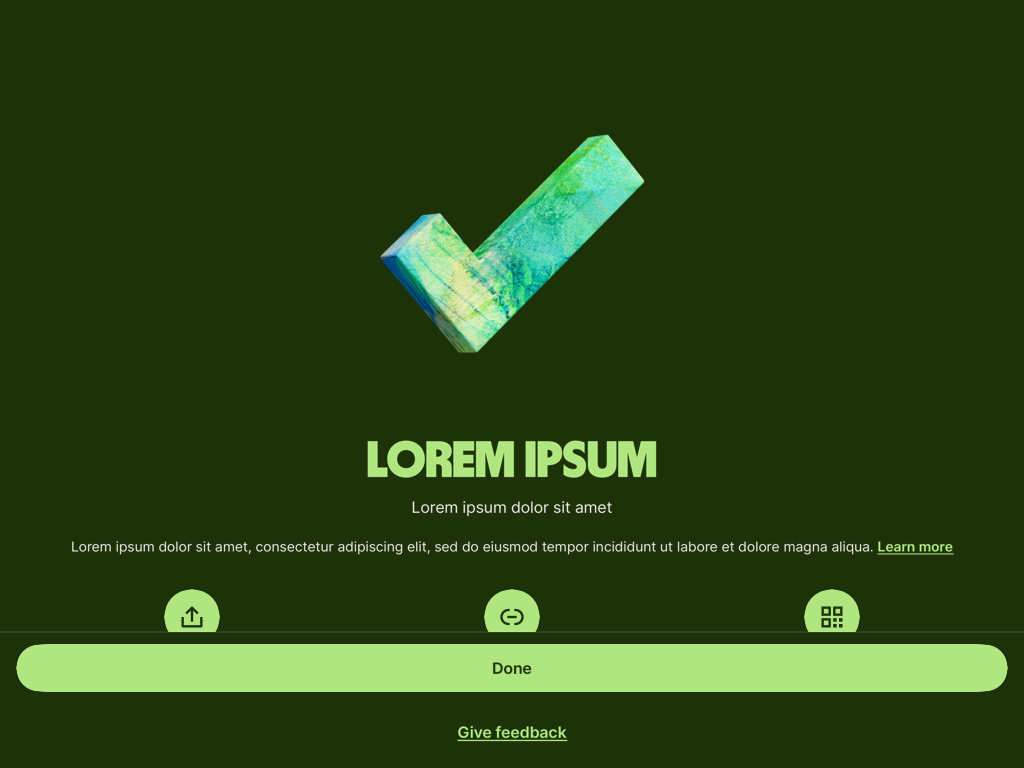 LOREM IPSUM
Lorem ipsum dolor sit amet
Lorem ipsum dolor sit amet, consectetur adipiscing elit, sed do eiusmod tempor incididunt ut labore et dolore magna aliqua. Learn more
Done
Give feedback